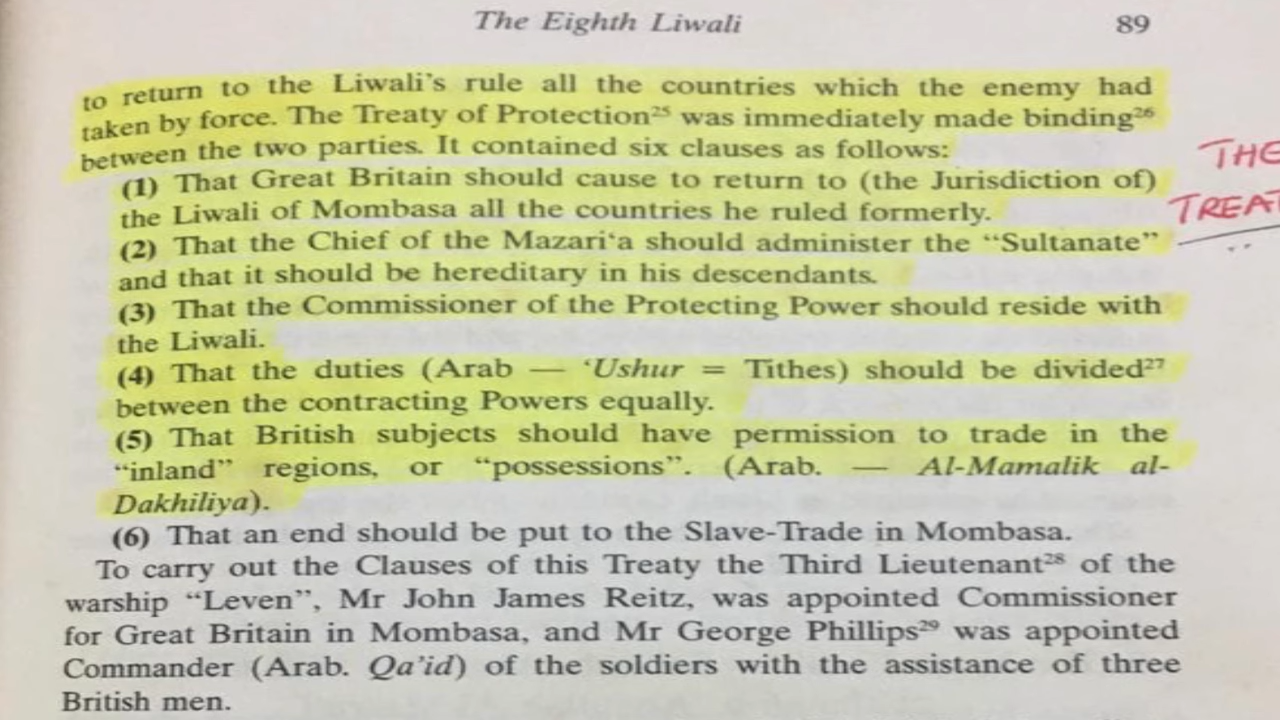 The Eighth Liwali 89
to return to the Liwali's rule all the countries which the enemy had
taken by force. The Treaty of Protection²⁵ was immediately made binding²⁶
between the two parties. It contained six clauses as follows:
(1) That Great Britain should cause to return to (the Jurisdiction of)
the Liwali of Mombasa all the countries he ruled formerly.
(2) That the Chief of the Mazari‘a should administer the “Sultanate”
and that it should be hereditary in his descendants.
(3) That the Commissioner of the Protecting Power should reside with
the Liwali.
(4) That the duties (Arab — ‘Ushur = Tithes) should be divided²⁷
between the contracting Powers equally.
(5) That British subjects should have permission to trade in the
“inland” regions, or “possessions”. (Arab. — Al-Mamalik al-
Dakhiliya).
(6) That an end should be put to the Slave-Trade in Mombasa.
To carry out the Clauses of this Treaty the Third Lieutenant²⁸ of the
warship “Leven”, Mr John James Reitz, was appointed Commissioner
for Great Britain in Mombasa, and Mr George Phillips²⁹ was appointed
Commander (Arab. Qa'id) of the soldiers with the assistance of three
British men.
THE
TREAT